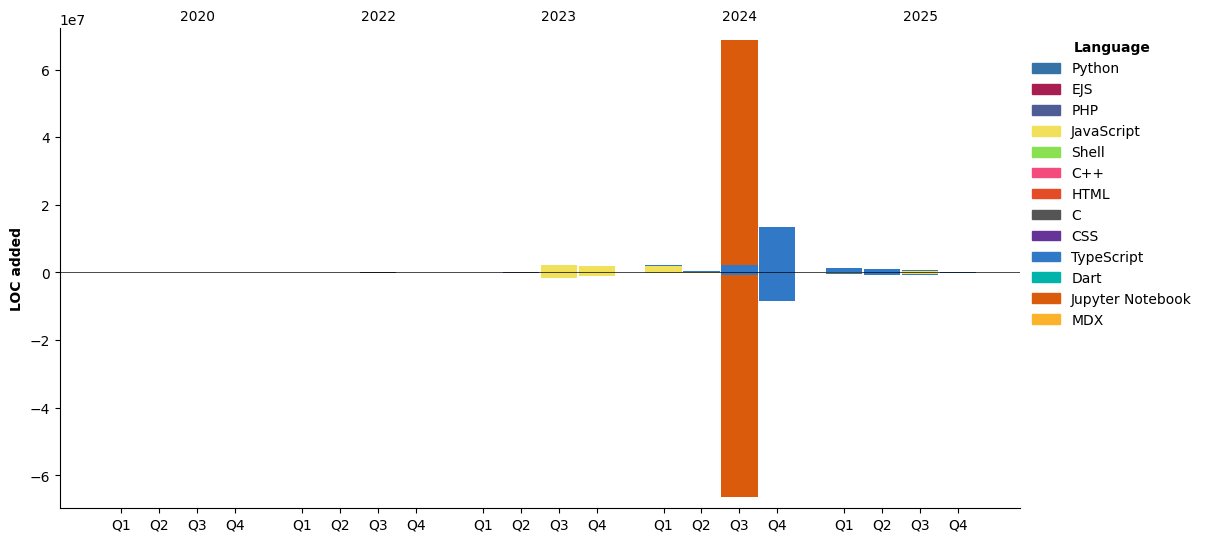 2020 2022 2023 2024 2025
1e7
6
4
2
0
−2
−4
−6
LOC added
Q1 Q2 Q3 Q4 Q1 Q2 Q3 Q4 Q1 Q2 Q3 Q4 Q1 Q2 Q3 Q4 Q1 Q2 Q3 Q4
Language
Python
EJS
PHP
JavaScript
Shell
C++
HTML
C
CSS
TypeScript
Dart
Jupyter Notebook
MDX